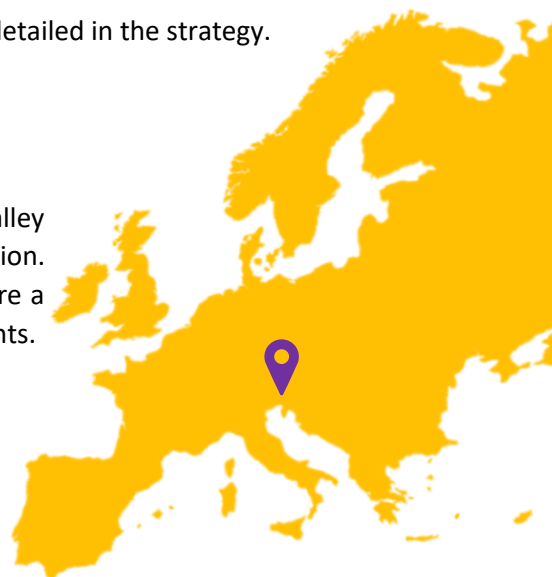 detailed in the strategy.
alley
ion.
re a
nts.